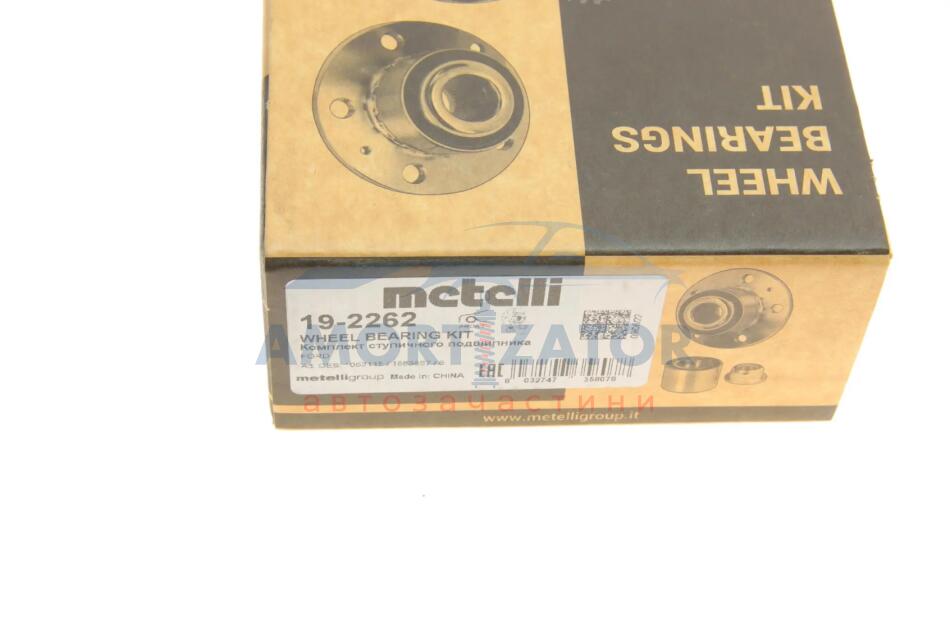 WHEEL
BEARINGS
KIT
metelli
19-2262
WHEEL BEARING KIT
Комплект ступичного подшипника
FORD
metelligroup Made in: CHINA
EAC
8 032747 358078
www.metelligroup.it
AMORTIZATOR
автозачастини